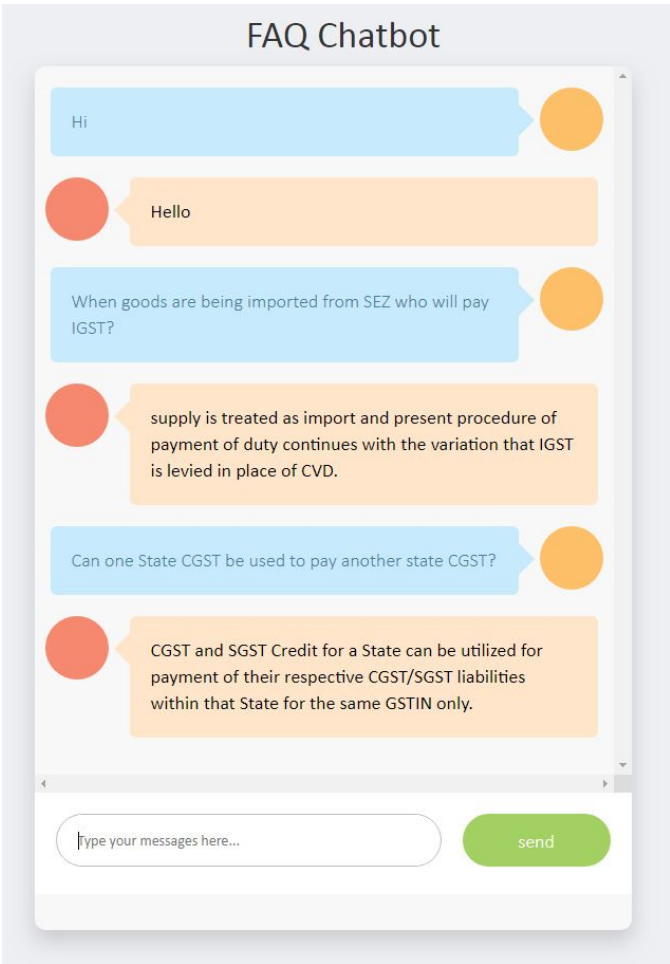 FAQ Chatbot
Hi
Hello
When goods are being imported from SEZ who will pay
IGST?
supply is treated as import and present procedure of
payment of duty continues with the variation that IGST
is levied in place of CVD.
Can one State CGST be used to pay another state CGST?
CGST and SGST Credit for a State can be utilized for
payment of their respective CGST/SGST liabilities
within that State for the same GSTIN only.
Type your messages here...
send